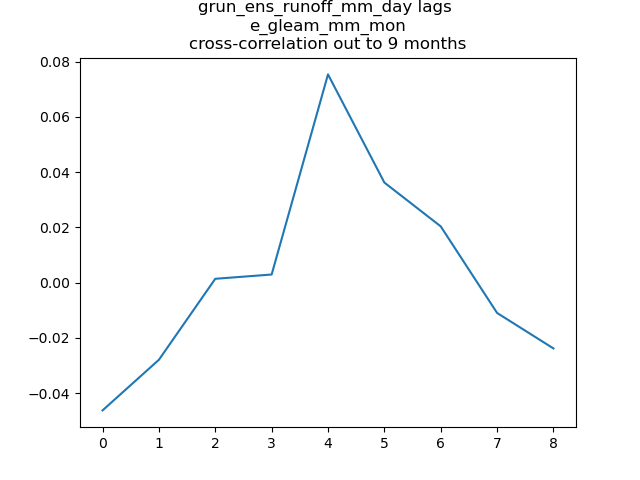 grun_ens_runoff_mm_day lags
e_gleam_mm_mon
cross-correlation out to 9 months
0.08
0.06
0.04
0.02
0.00
−0.02
−0.04
0 1 2 3 4 5 6 7 8